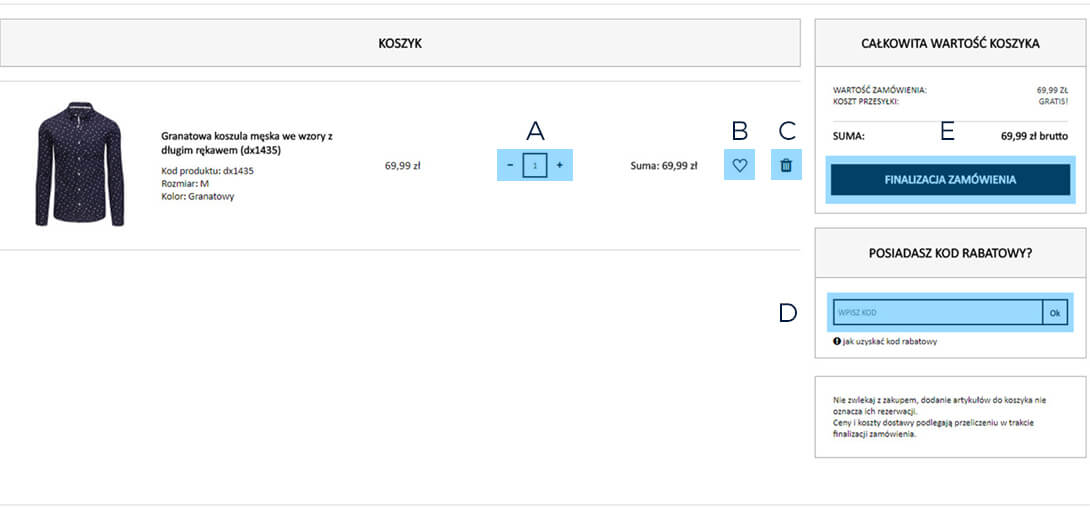 KOSZYK
Granatowa koszula męska we wzory z
długim rękawem (dx1435)
Kod produktu: dx1435
Rozmiar: M
Kolor: Granatowy
69,99 zł
A
- 1 +
Suma: 69,99 zł
B
C
CAŁKOWITA WARTOŚĆ KOSZYKA
WARTOŚĆ ZAMÓWIENIA: 69,99 ZŁ
KOSZT PRZESYŁKI: GRATIS!
SUMA: E 69,99 zł brutto
FINALIZACJA ZAMÓWIENIA
POSIADASZ KOD RABATOWY?
D
WPISZ KOD Ok
jak uzyskać kod rabatowy
Nie zwlekaj z zakupem, dodanie artykułów do koszyka nie
oznacza ich rezerwacji.
Ceny i koszty dostawy podlegają przeliczeniu w trakcie
finalizacji zamówienia.